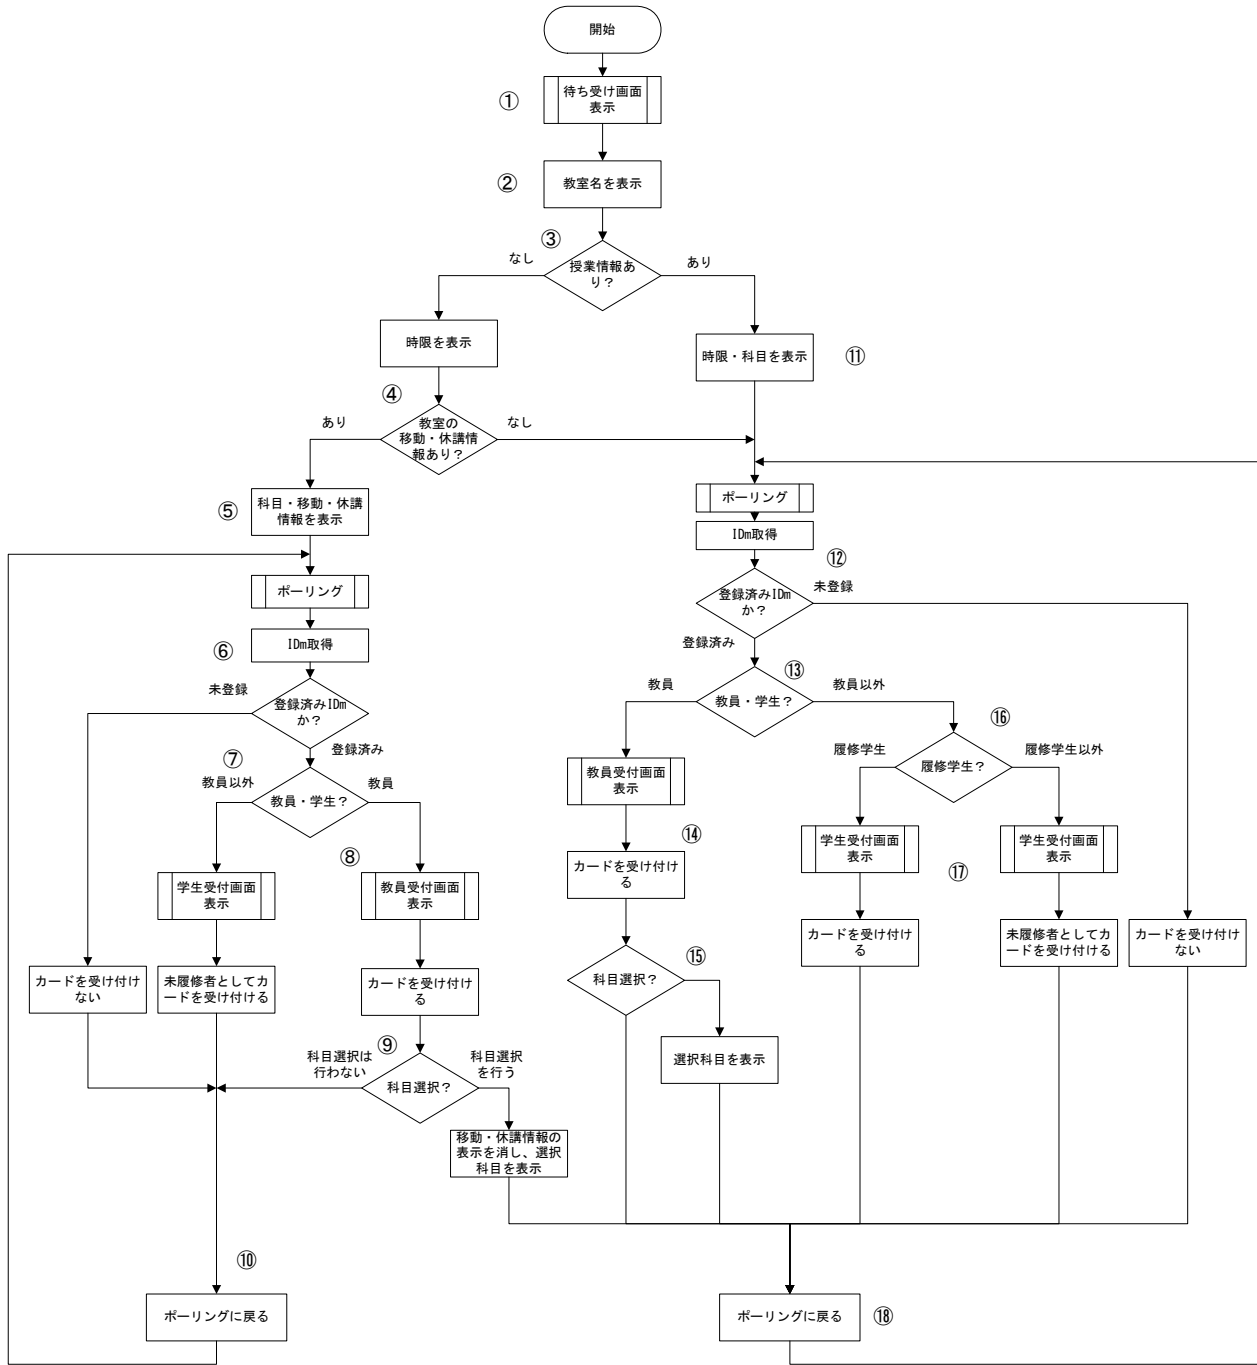 開始
①
待ち受け画面
表示
②
教室名を表示
③
なし
授業情報あ
り?
あり
時限を表示
時限・科目を表示
⑪
④
あり
教室の
移動・休講情
報あり?
なし
⑤
科目・移動・休講
情報を表示
ポーリング
IDm取得
⑫
ポーリング
登録済みIDm
か?
未登録
⑥
IDm取得
登録済み
未登録
登録済みIDm
か?
⑬
教員
教員・学生?
教員以外
⑯
登録済み
⑦
教員以外
教員・学生?
教員
教員受付画面
表示
履修学生
履修学生?
履修学生以外
⑭
学生受付画面
表示
学生受付画面
表示
⑧
⑰
カードを受け付け
る
学生受付画面
表示
教員受付画面
表示
カードを受け付け
る
未履修者としてカ
ードを受け付ける
カードを受け付け
ない
⑮
科目選択?
カードを受け付け
ない
未履修者としてカ
ードを受け付ける
カードを受け付け
る
⑨
選択科目を表示
科目選択は
行わない
科目選択?
科目選択
を行う
移動・休講情報の
表示を消し、選択
科目を表示
⑩
ポーリングに戻る
ポーリングに戻る
⑱